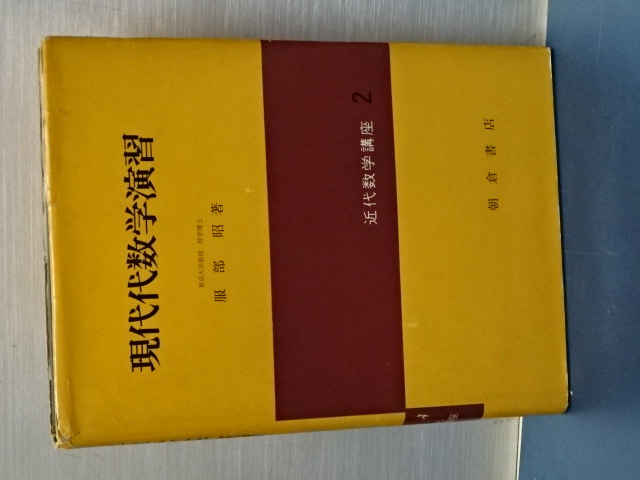 現代代数学演習
東京大学教授 理学博士
服部 昭 著
近代数学講座 2
朝倉書店